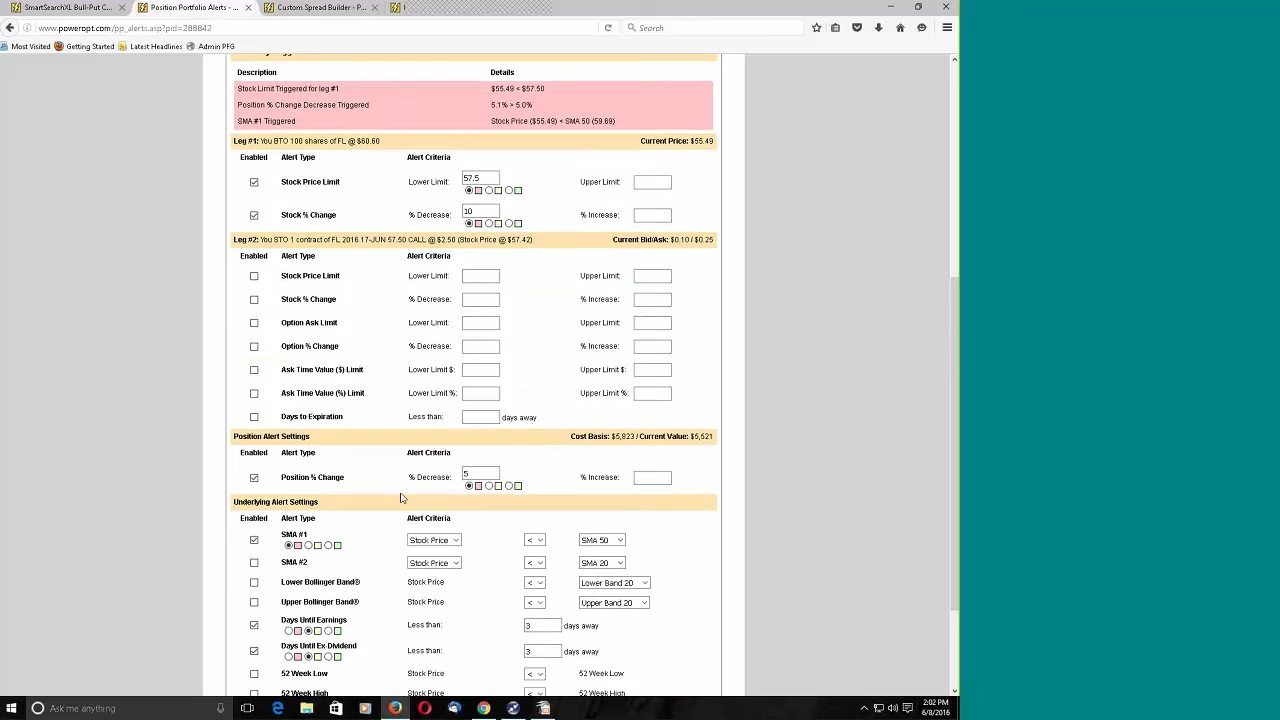 SmartSearchXL Bull-Put C... × Position Portfolio Alerts - ... × Custom Spread Builder - P... ×
www.poweropt.com/pp_alerts.asp?pid=288842 Search
Most Visited Getting Started Latest Headlines Admin PFG
Description Details
Stock Limit Triggered for leg #1 $55.49 < $57.50
Position % Change Decrease Triggered 5.1% > 5.0%
SMA #1 Triggered Stock Price ($55.49) < SMA 50 (59.69)
Leg #1: You BTO 100 shares of FL @ $60.60 Current Price: $55.49
Enabled Alert Type Alert Criteria
Stock Price Limit Lower Limit: 57.5 Upper Limit:
Stock % Change % Decrease: 10 % Increase:
Leg #2: You STO 1 contract of FL 2016 17-JUN 57.50 CALL @ $2.50 (Stock Price @ $57.42) Current Bid/Ask: $0.10 / $0.25
Enabled Alert Type Alert Criteria
Stock Price Limit Lower Limit: Upper Limit:
Stock % Change % Decrease: % Increase:
Option Ask Limit Lower Limit: Upper Limit:
Option % Change % Decrease: % Increase:
Ask Time Value ($) Limit Lower Limit $: Upper Limit $:
Ask Time Value (%) Limit Lower Limit %: Upper Limit %:
Days to Expiration Less than: days away
Position Alert Settings Cost Basis: $5,823 / Current Value: $5,521
Enabled Alert Type Alert Criteria
Position % Change % Decrease: 5 % Increase:
Underlying Alert Settings
Enabled Alert Type Alert Criteria
SMA #1 Stock Price < SMA 50
SMA #2 Stock Price < SMA 20
Lower Bollinger Band® Stock Price < Lower Band 20
Upper Bollinger Band® Stock Price < Upper Band 20
Days Until Earnings Less than: 3 days away
Days Until Ex-Dividend Less than: 3 days away
52 Week Low Stock Price < 52 Week Low
52 Week High Stock Price < 52 Week High
Ask me anything 2:02 PM
6/8/2016